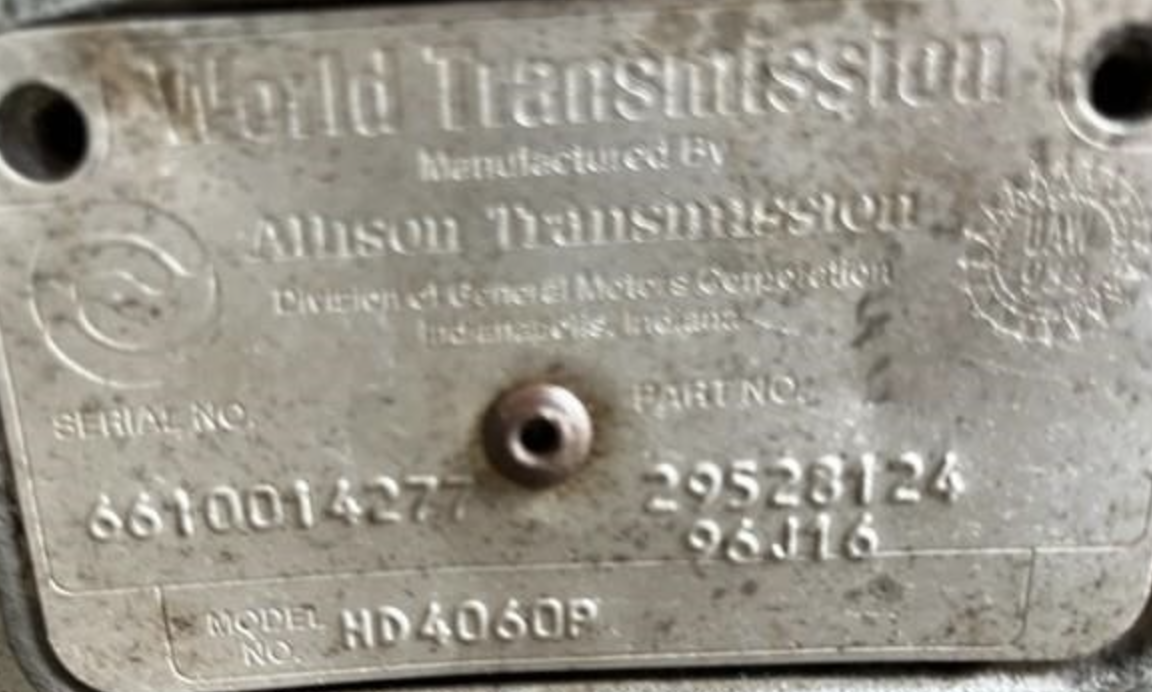 World Transmission
Manufactured By
Allison Transmission
Division of General Motors Corporation
Indianapolis, Indiana
UAW
SERIAL NO.
PART NO.
6610014277
29528124
96J16
MODEL NO.
HD4060P